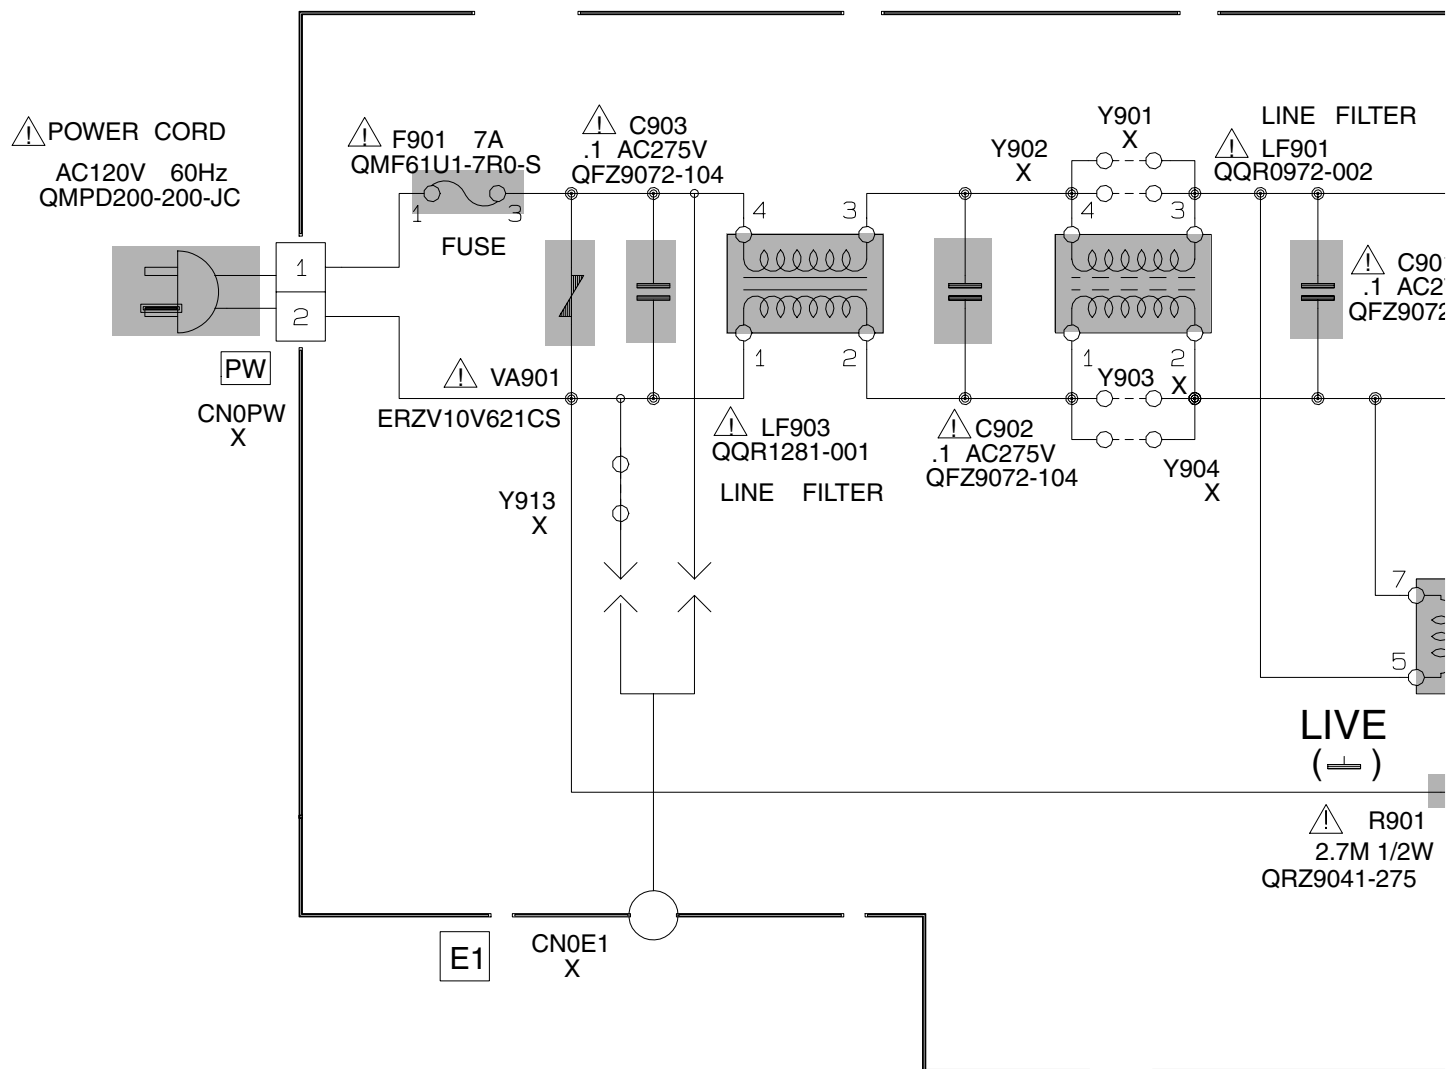 POWER CORD
AC120V 60Hz
QMPD200-200-JC
F901 7A
QMF61U1-7R0-S
1 3
FUSE
C903
.1 AC275V
QFZ9072-104
Y901
X
Y902
X
LINE FILTER
LF901
QQR0972-002
4 3
4 3
1
2
C901
.1 AC27
QFZ9072
1 2
1 2
PW
CN0PW
X
VA901
ERZV10V621CS
Y903
X
LF903
QQR1281-001
LINE FILTER
C902
.1 AC275V
QFZ9072-104
Y904
X
Y913
X
7
5
LIVE
( )
R901
2.7M 1/2W
QRZ9041-275
E1
CN0E1
X